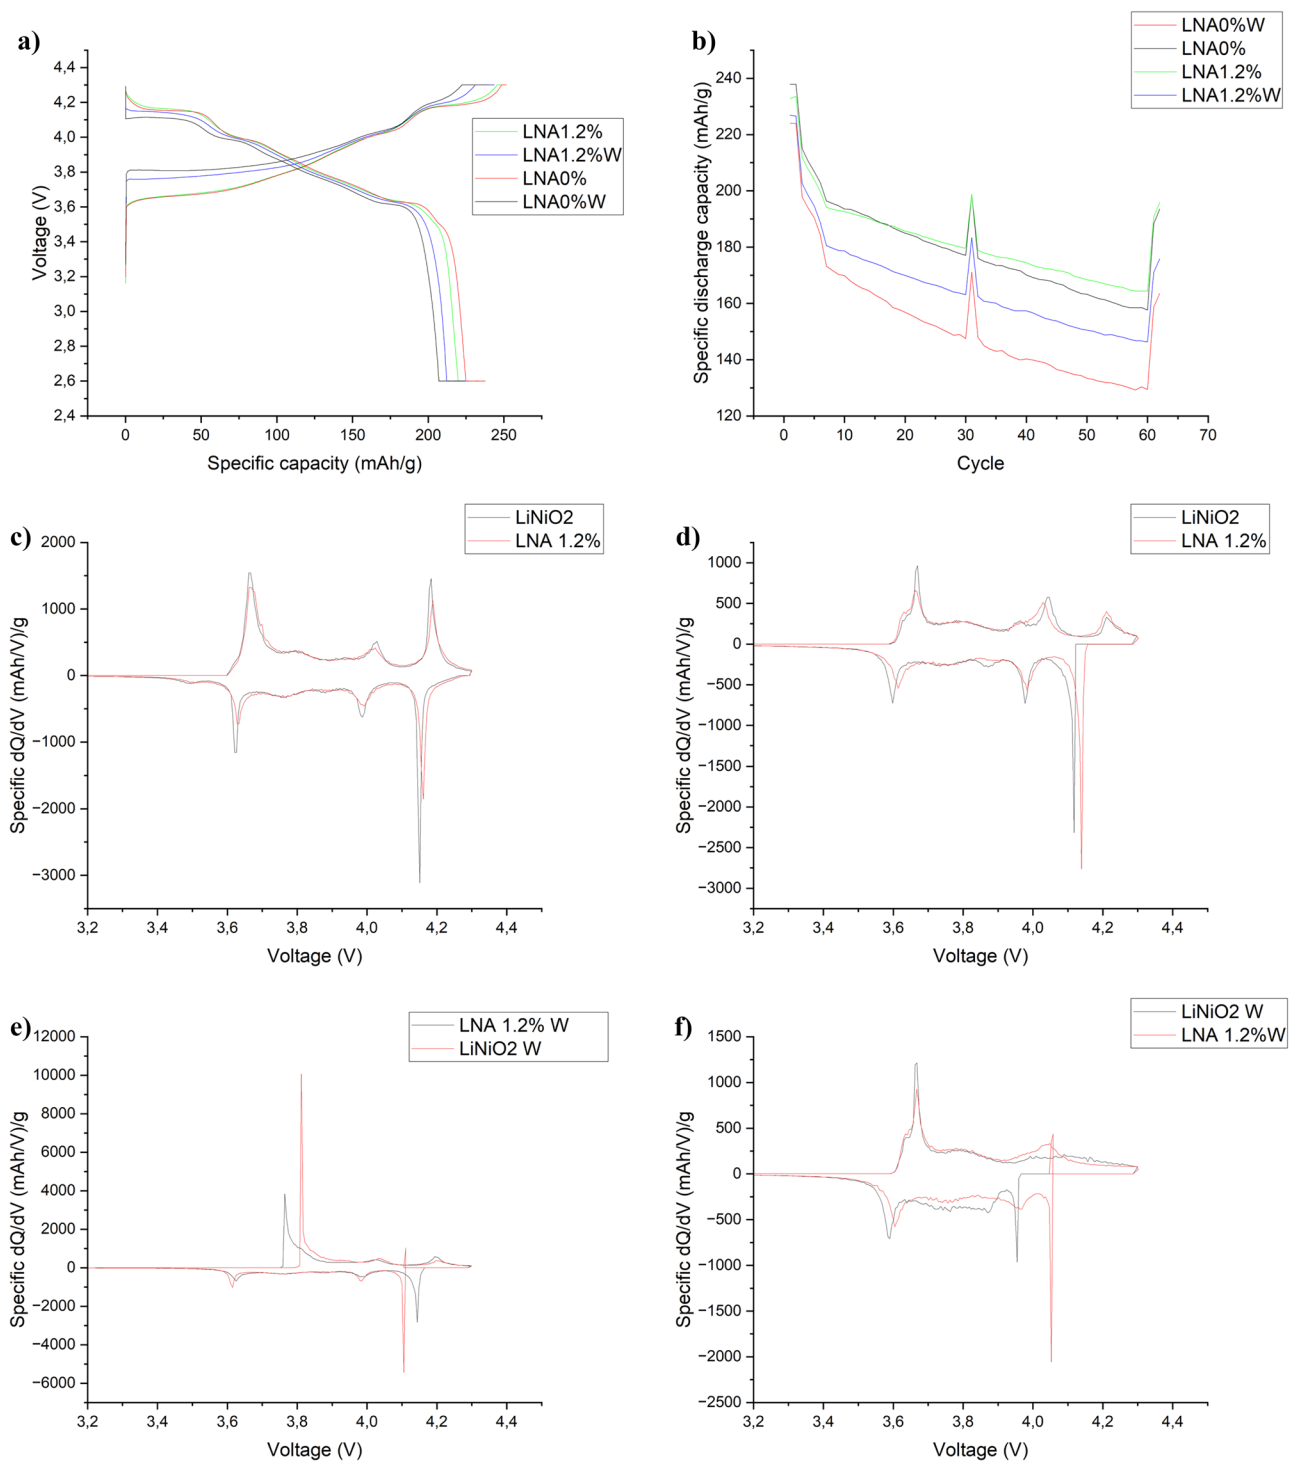 a)
4,4
4,2
4,0
3,8
3,6
3,4
3,2
3,0
2,8
2,6
2,4
Voltage (V)
0
50
100
150
200
250
Specific capacity (mAh/g)
LNA1.2%
LNA1.2%W
LNA0%
LNA0%W
b)
LNA0%W
LNA0%
LNA1.2%
LNA1.2%W
240
220
200
180
160
140
120
Specific discharge capacity (mAh/g)
0
10
20
30
40
50
60
70
Cycle
c)
LiNiO2
LNA 1.2%
2000
1000
0
−1000
−2000
−3000
Specific dQ/dV (mAh/V)/g
3,2
3,4
3,6
3,8
4,0
4,2
4,4
Voltage (V)
d)
LiNiO2
LNA 1.2%
1000
500
0
−500
−1000
−1500
−2000
−2500
−3000
Specific dQ/dV (mAh/V)/g
3,2
3,4
3,6
3,8
4,0
4,2
4,4
Voltage (V)
e)
LNA 1.2% W
LiNiO2 W
12000
10000
8000
6000
4000
2000
0
−2000
−4000
−6000
Specific dQ/dV (mAh/V)/g
3,2
3,4
3,6
3,8
4,0
4,2
4,4
Voltage (V)
f)
LiNiO2 W
LNA 1.2%W
1500
1000
500
0
−500
−1000
−1500
−2000
−2500
Specific dQ/dV (mAh/V)/g
3,2
3,4
3,6
3,8
4,0
4,2
4,4
Voltage (V)